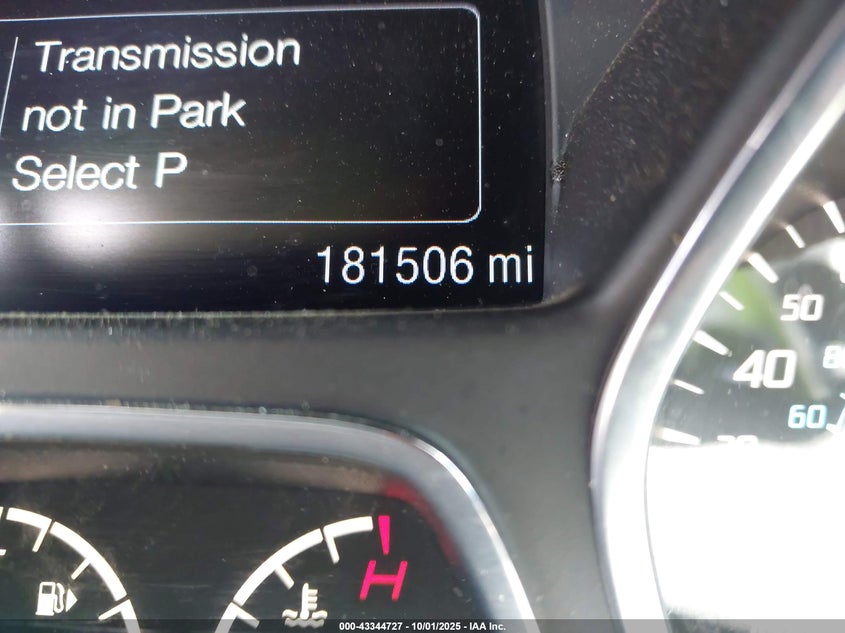 Transmission
not in Park
Select P
181506 mi
50
40
60
H
000-43344727 - 10/01/2025 - IAA Inc.